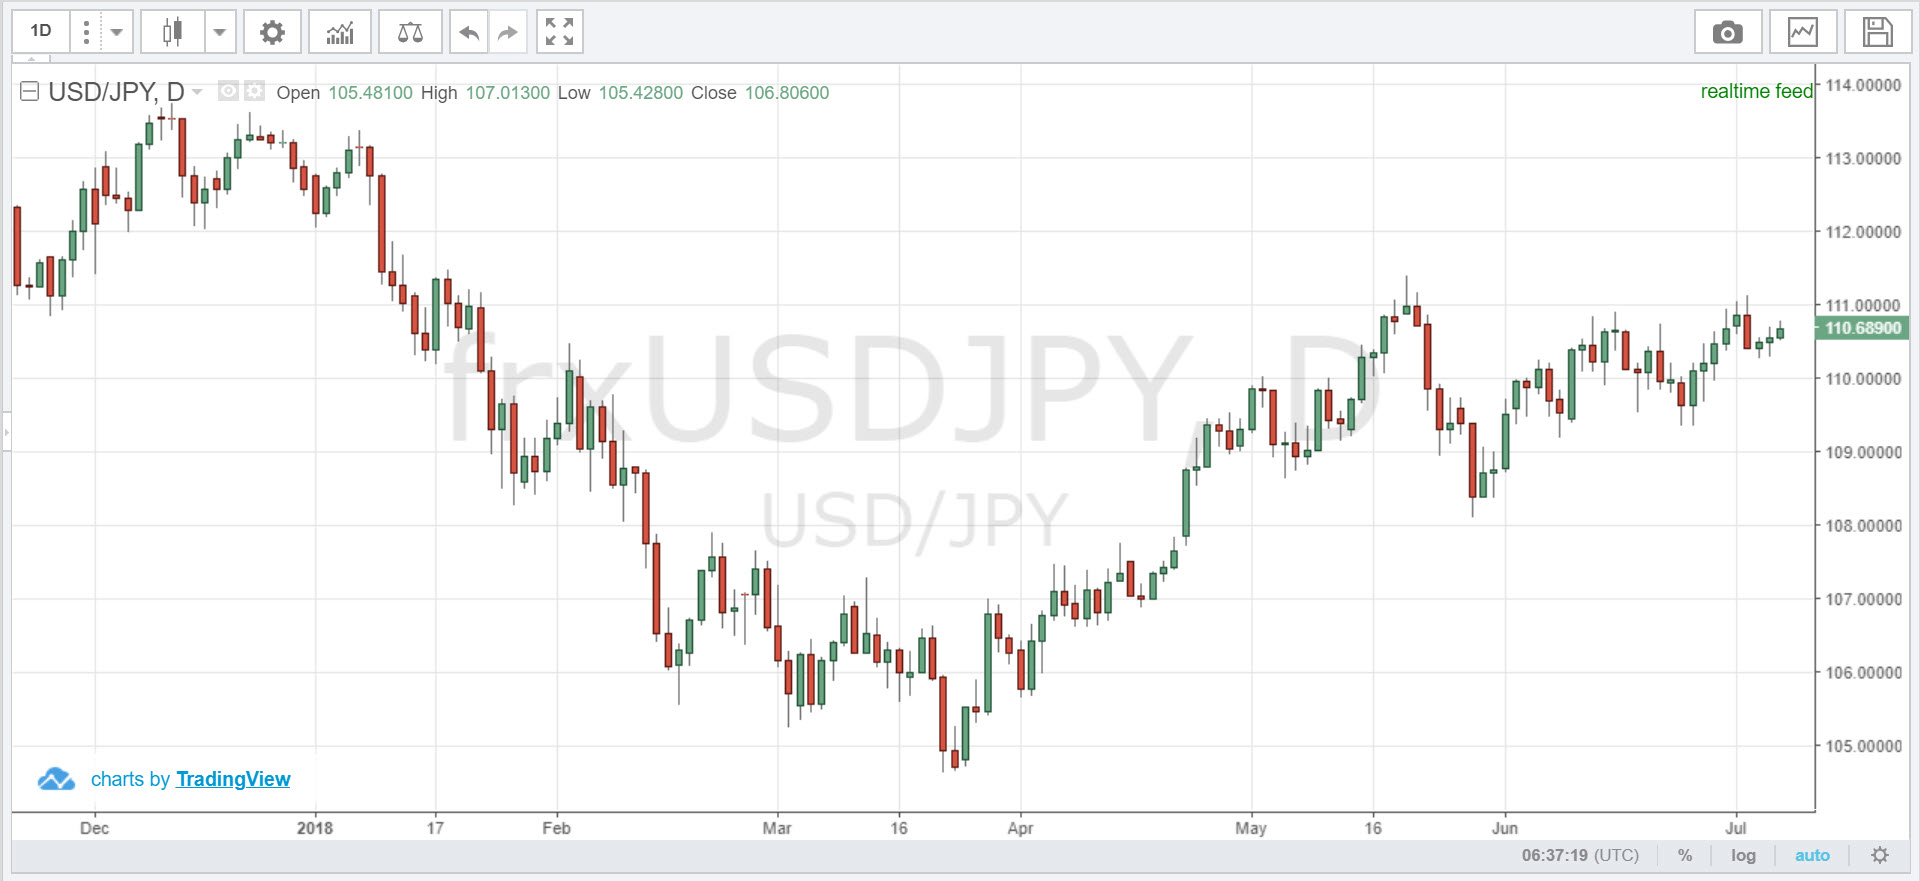 1D
USD/JPY, D Open 105.48100 High 107.01300 Low 105.42800 Close 106.80600
realtime feed
114.00000
113.00000
112.00000
111.00000
110.68900
110.00000
109.00000
108.00000
107.00000
106.00000
105.00000
frxUSDJPY, D
USD/JPY
charts by TradingView
Dec 2018 17 Feb Mar 16 Apr May 16 Jun Jul
06:37:19 (UTC) % log auto